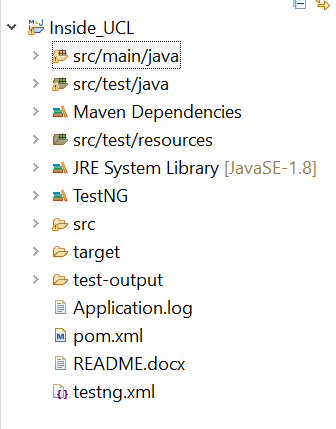 Inside_UCL
src/main/java
src/test/java
Maven Dependencies
src/test/resources
JRE System Library [JavaSE-1.8]
TestNG
src
target
test-output
Application.log
pom.xml
README.docx
testng.xml